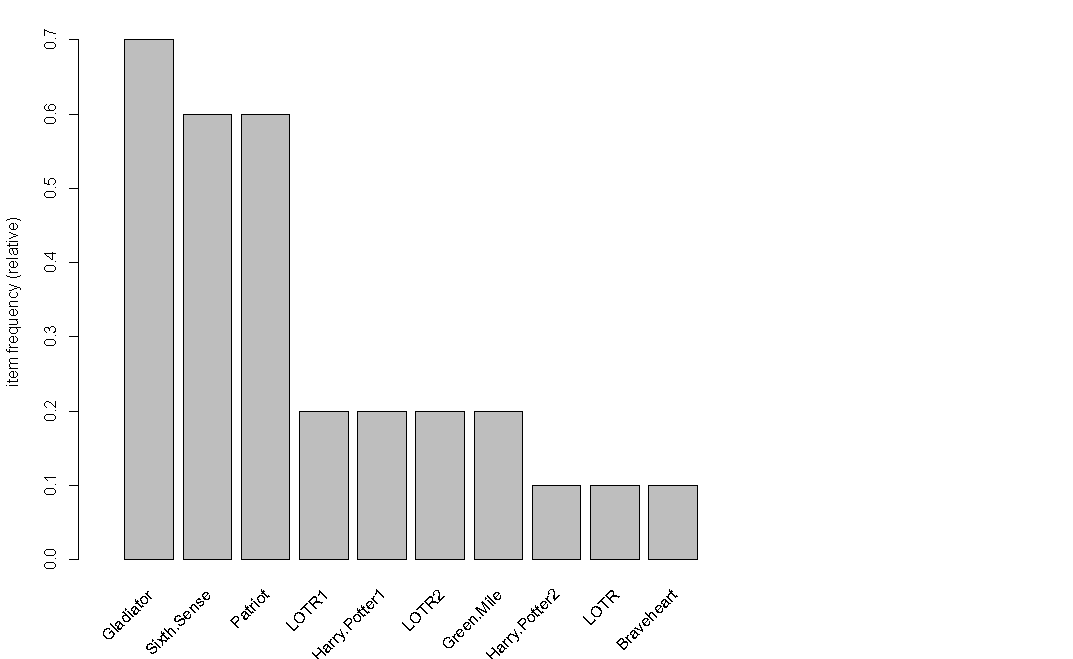 item frequency (relative)
0.7
0.6
0.5
0.4
0.3
0.2
0.1
0.0
Gladiator
Sixth.Sense
Patriot
LOTR1
Harry.Potter1
LOTR2
Green.Mile
Harry.Potter2
LOTR
Braveheart